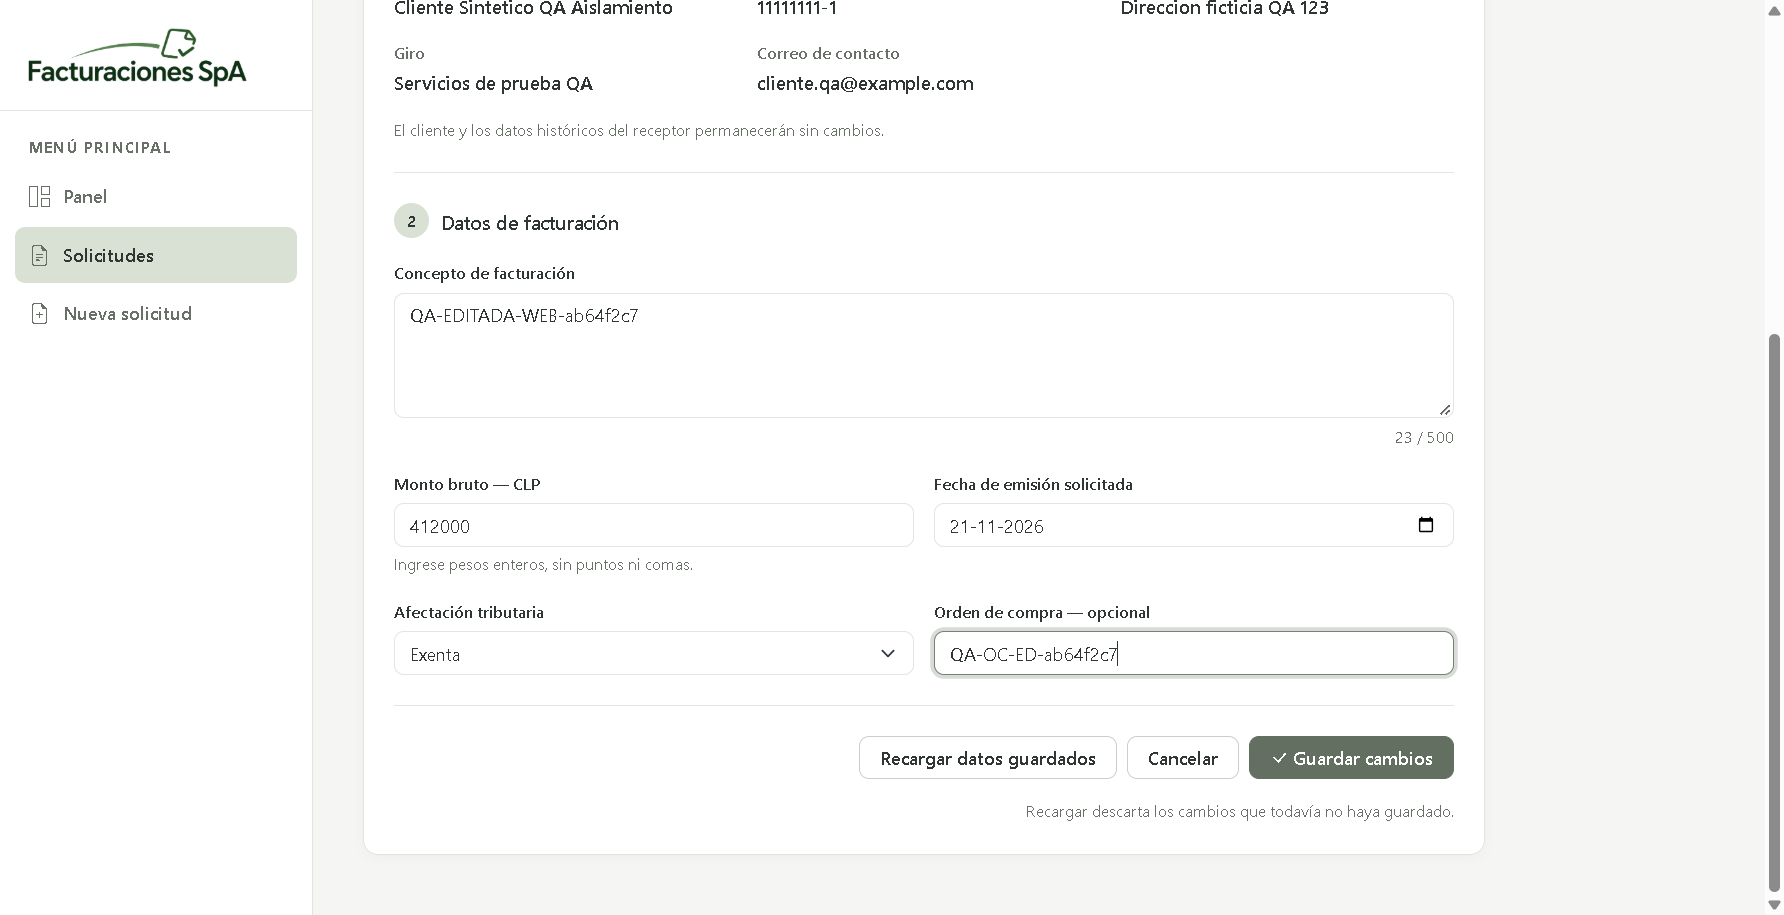 Facturaciones SpA
MENÚ PRINCIPAL
Panel
Solicitudes
Nueva solicitud
Cliente Sintetico QA Aislamiento
11111111-1
Direccion ficticia QA 123
Giro
Correo de contacto
Servicios de prueba QA
cliente.qa@example.com
El cliente y los datos históricos del receptor permanecerán sin cambios.
2 Datos de facturación
Concepto de facturación
QA-EDITADA-WEB-ab64f2c7
23 / 500
Monto bruto — CLP
Fecha de emisión solicitada
412000
21-11-2026
Ingrese pesos enteros, sin puntos ni comas.
Afectación tributaria
Orden de compra — opcional
Exenta
QA-OC-ED-ab64f2c7
Recargar datos guardados
Cancelar
Guardar cambios
Recargar descarta los cambios que todavía no haya guardado.